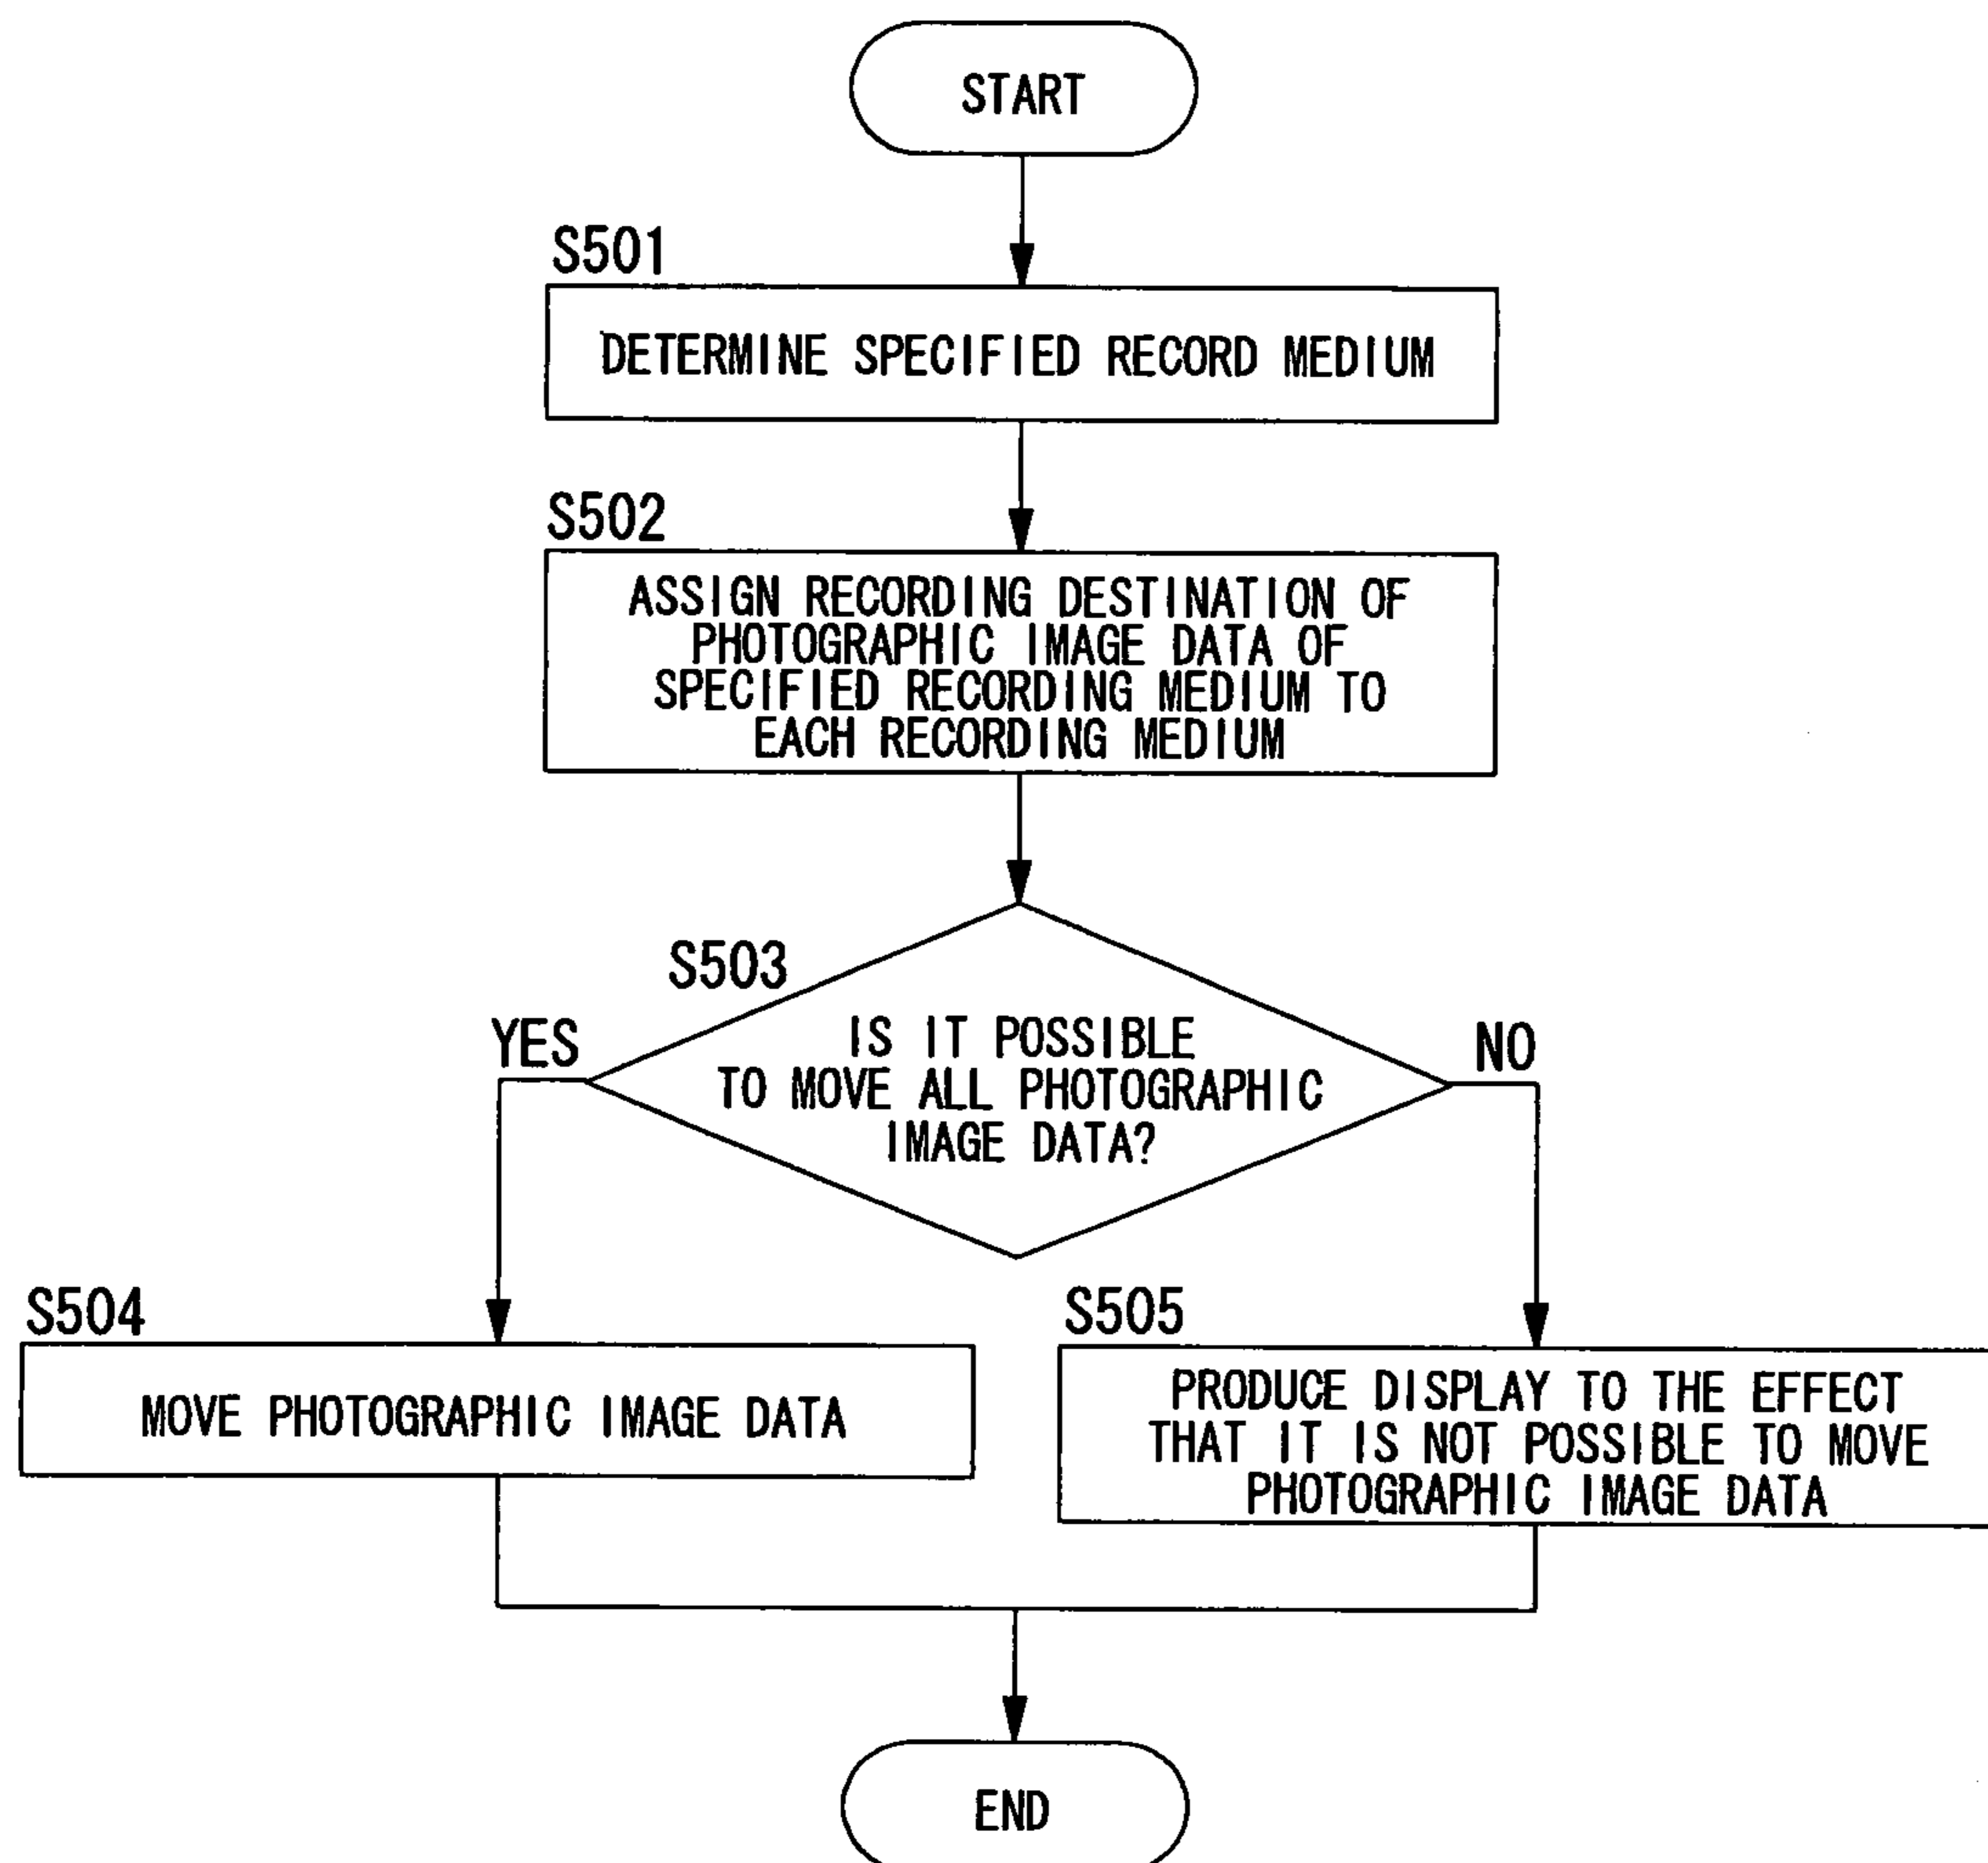 START
S501
DETERMINE SPECIFIED RECORD MEDIUM
S502
ASSIGN RECORDING DESTINATION OF
PHOTOGRAPHIC IMAGE DATA OF
SPECIFIED RECORDING MEDIUM TO
EACH RECORDING MEDIUM
S503
YES
NO
IS IT POSSIBLE
TO MOVE ALL PHOTOGRAPHIC
IMAGE DATA?
S504
MOVE PHOTOGRAPHIC IMAGE DATA
S505
PRODUCE DISPLAY TO THE EFFECT
THAT IT IS NOT POSSIBLE TO MOVE
PHOTOGRAPHIC IMAGE DATA
END